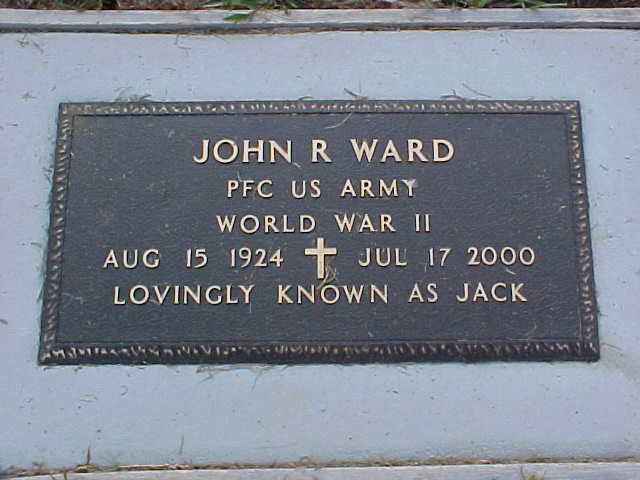 JOHN R WARD
PFC US ARMY
WORLD WAR II
AUG 15 1924 ✝ JUL 17 2000
LOVINGLY KNOWN AS JACK